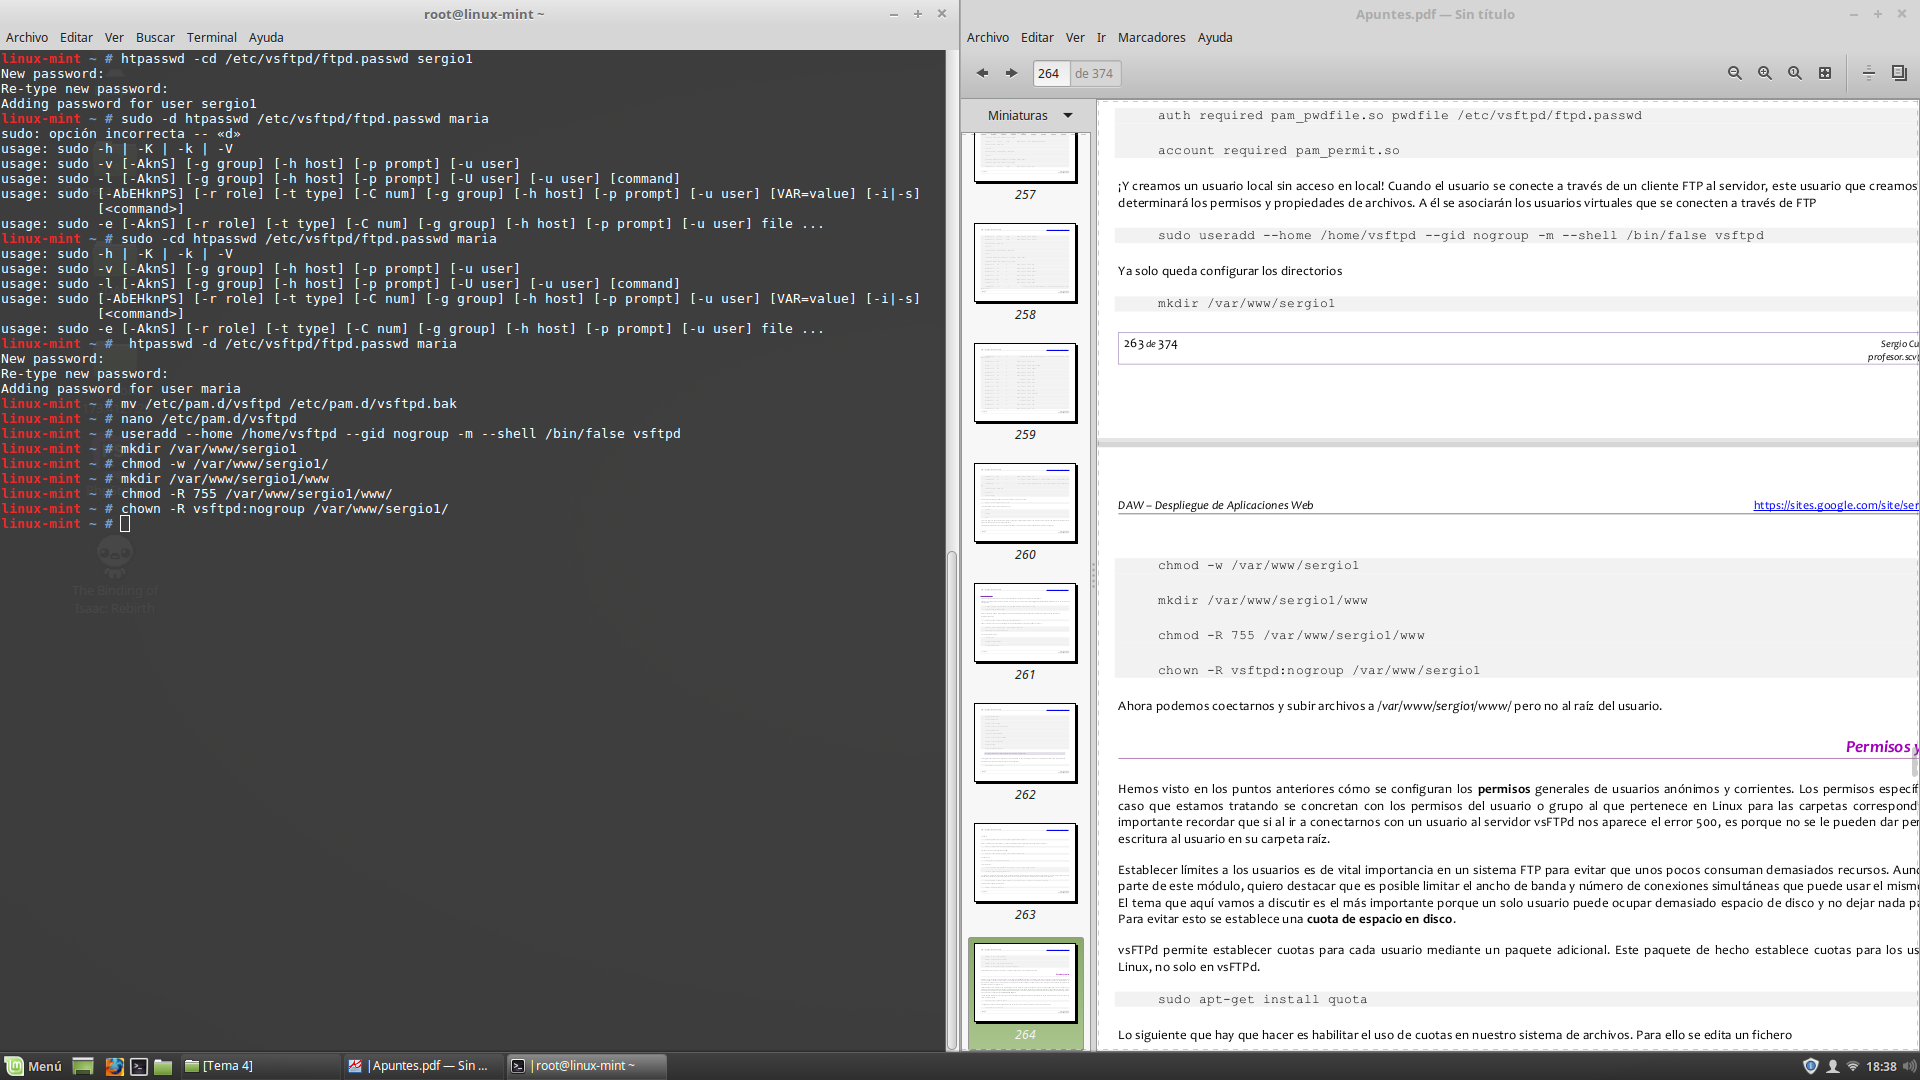 root@linux-mint ~
Archivo Editar Ver Buscar Terminal Ayuda
linux-mint ~ # htpasswd -cd /etc/vsftpd/ftpd.passwd sergio1
New password:
Re-type new password:
Adding password for user sergio1
linux-mint ~ # sudo -d htpasswd /etc/vsftpd/ftpd.passwd maria
sudo: opción incorrecta -- «d»
usage: sudo -h | -K | -k | -V
usage: sudo -v [-AknS] [-g group] [-h host] [-p prompt] [-u user]
usage: sudo -l [-AknS] [-g group] [-h host] [-p prompt] [-U user] [-u user] [command]
usage: sudo [-AbEHknPS] [-r role] [-t type] [-C num] [-g group] [-h host] [-p prompt] [-u user] [VAR=value] [-i|-s]
[<command>]
usage: sudo -e [-AknS] [-r role] [-t type] [-C num] [-g group] [-h host] [-p prompt] [-u user] file ...
linux-mint ~ # sudo -cd htpasswd /etc/vsftpd/ftpd.passwd maria
usage: sudo -h | -K | -k | -V
usage: sudo -v [-AknS] [-g group] [-h host] [-p prompt] [-u user]
usage: sudo -l [-AknS] [-g group] [-h host] [-p prompt] [-U user] [-u user] [command]
usage: sudo [-AbEHknPS] [-r role] [-t type] [-C num] [-g group] [-h host] [-p prompt] [-u user] [VAR=value] [-i|-s]
[<command>]
usage: sudo -e [-AknS] [-r role] [-t type] [-C num] [-g group] [-h host] [-p prompt] [-u user] file ...
linux-mint ~ #  htpasswd -d /etc/vsftpd/ftpd.passwd maria
New password:
Re-type new password:
Adding password for user maria
linux-mint ~ # mv /etc/pam.d/vsftpd /etc/pam.d/vsftpd.bak
linux-mint ~ # nano /etc/pam.d/vsftpd
linux-mint ~ # useradd --home /home/vsftpd --gid nogroup -m --shell /bin/false vsftpd
linux-mint ~ # mkdir /var/www/sergio1
linux-mint ~ # chmod -w /var/www/sergio1/
linux-mint ~ # mkdir /var/www/sergio1/www
linux-mint ~ # chmod -R 755 /var/www/sergio1/www/
linux-mint ~ # chown -R vsftpd:nogroup /var/www/sergio1/
linux-mint ~ #
The Binding of
Isaac: Rebirth
Apuntes.pdf — Sin título
Archivo Editar Ver Ir Marcadores Ayuda
264 de 374
Miniaturas
257
258
259
260
261
262
263
264
auth required pam_pwdfile.so pwdfile /etc/vsftpd/ftpd.passwd
account required pam_permit.so
¡Y creamos un usuario local sin acceso en local! Cuando el usuario se conecte a través de un cliente FTP al servidor, este usuario que creamos
determinará los permisos y propiedades de archivos. A él se asociarán los usuarios virtuales que se conecten a través de FTP
sudo useradd --home /home/vsftpd --gid nogroup -m --shell /bin/false vsftpd
Ya solo queda configurar los directorios
mkdir /var/www/sergio1
263 de 374
Sergio Cu
profesor.scv(
DAW – Despliegue de Aplicaciones Web
https://sites.google.com/site/ser
chmod -w /var/www/sergio1
mkdir /var/www/sergio1/www
chmod -R 755 /var/www/sergio1/www
chown -R vsftpd:nogroup /var/www/sergio1
Ahora podemos coectarnos y subir archivos a /var/www/sergio1/www/ pero no al raíz del usuario.
Permisos y
Hemos visto en los puntos anteriores cómo se configuran los permisos generales de usuarios anónimos y corrientes. Los permisos específ
caso que estamos tratando se concretan con los permisos del usuario o grupo al que pertenece en Linux para las carpetas correspond
importante recordar que si al ir a conectarnos con un usuario al servidor vsFTPd nos aparece el error 500, es porque no se le pueden dar per
escritura al usuario en su carpeta raíz.
Establecer límites a los usuarios es de vital importancia en un sistema FTP para evitar que unos pocos consuman demasiados recursos. Aun
parte de este módulo, quiero destacar que es posible limitar el ancho de banda y número de conexiones simultáneas que puede usar el mism
El tema que aquí vamos a discutir es el más importante porque un solo usuario puede ocupar demasiado espacio de disco y no dejar nada pa
Para evitar esto se establece una cuota de espacio en disco.
vsFTPd permite establecer cuotas para cada usuario mediante un paquete adicional. Este paquete de hecho establece cuotas para los us
Linux, no solo en vsFTPd.
sudo apt-get install quota
Lo siguiente que hay que hacer es habilitar el uso de cuotas en nuestro sistema de archivos. Para ello se edita un fichero
Menú
[Tema 4]
Apuntes.pdf — Sin ...
root@linux-mint ~
18:38